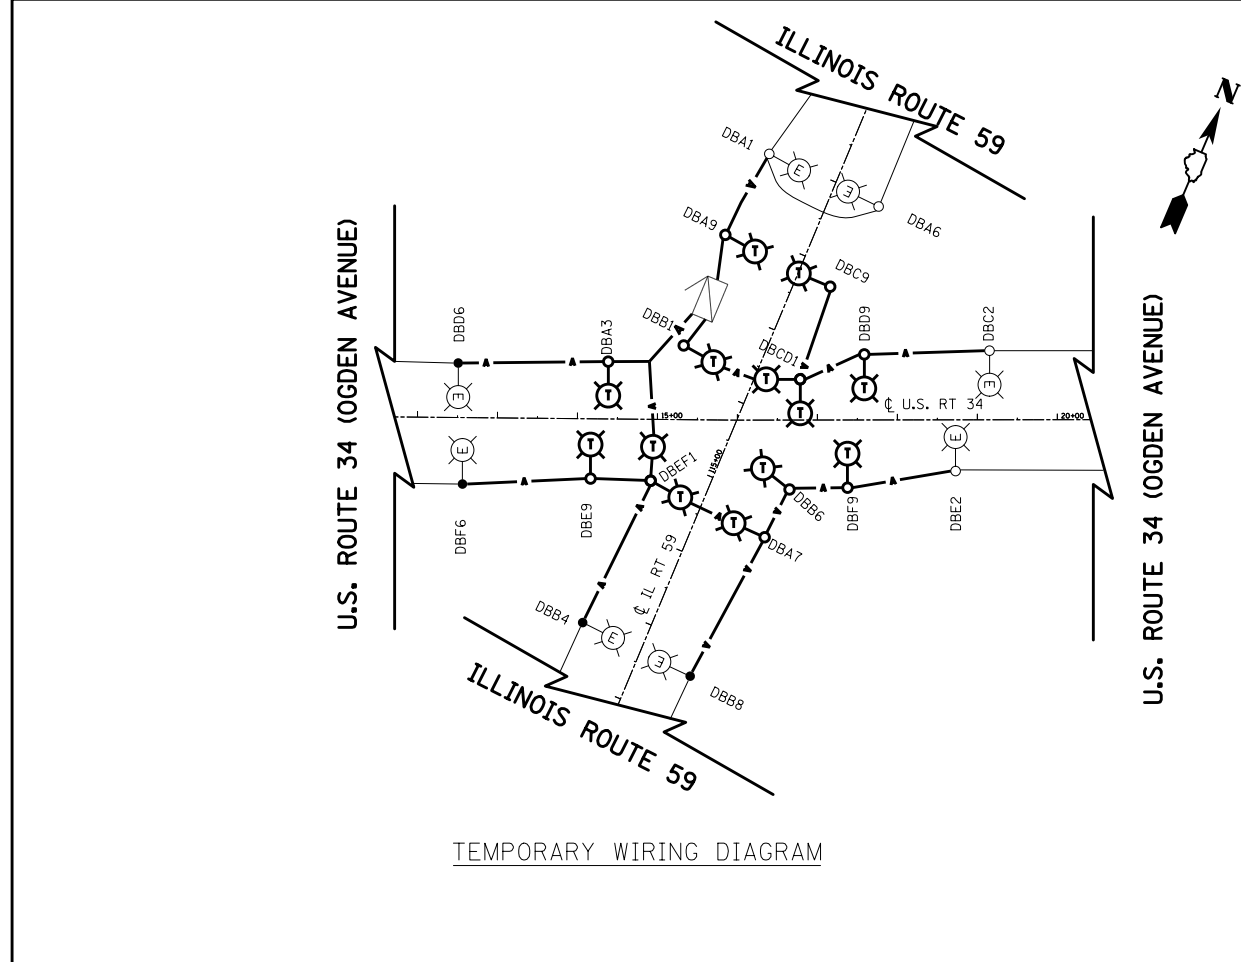 ILLINOIS ROUTE 59
N
DBA1
E
E
DBA6
DBA9
T
T
DBC9
U.S. ROUTE 34 (OGDEN AVENUE)
DBD6
DBA3
DBB1
A
DBCD1
DBD9
DBC2
U.S. ROUTE 34 (OGDEN AVENUE)
A
A
A
A
A
A
A
A
E
T
T
T
T
T
E
℄ U.S. RT 34
15+00
20+00
A
E
T
T
115+00
T
T
E
DBEF1
A
A
A
A
T
DBB6
A
T
DBA7
DBF6
DBE9
DBF9
DBE2
℄ IL RT 59
A
A
DBB4
E
E
DBB8
ILLINOIS ROUTE 59
TEMPORARY WIRING DIAGRAM